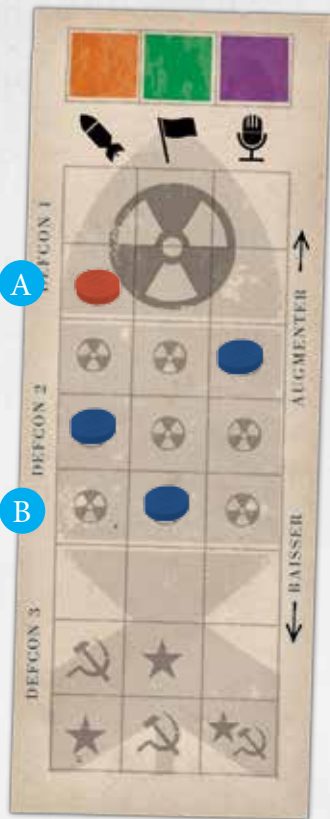 DEFCON 1
A
AUGMENTER
DEFCON 2
B
BAISSER
DEFCON 3